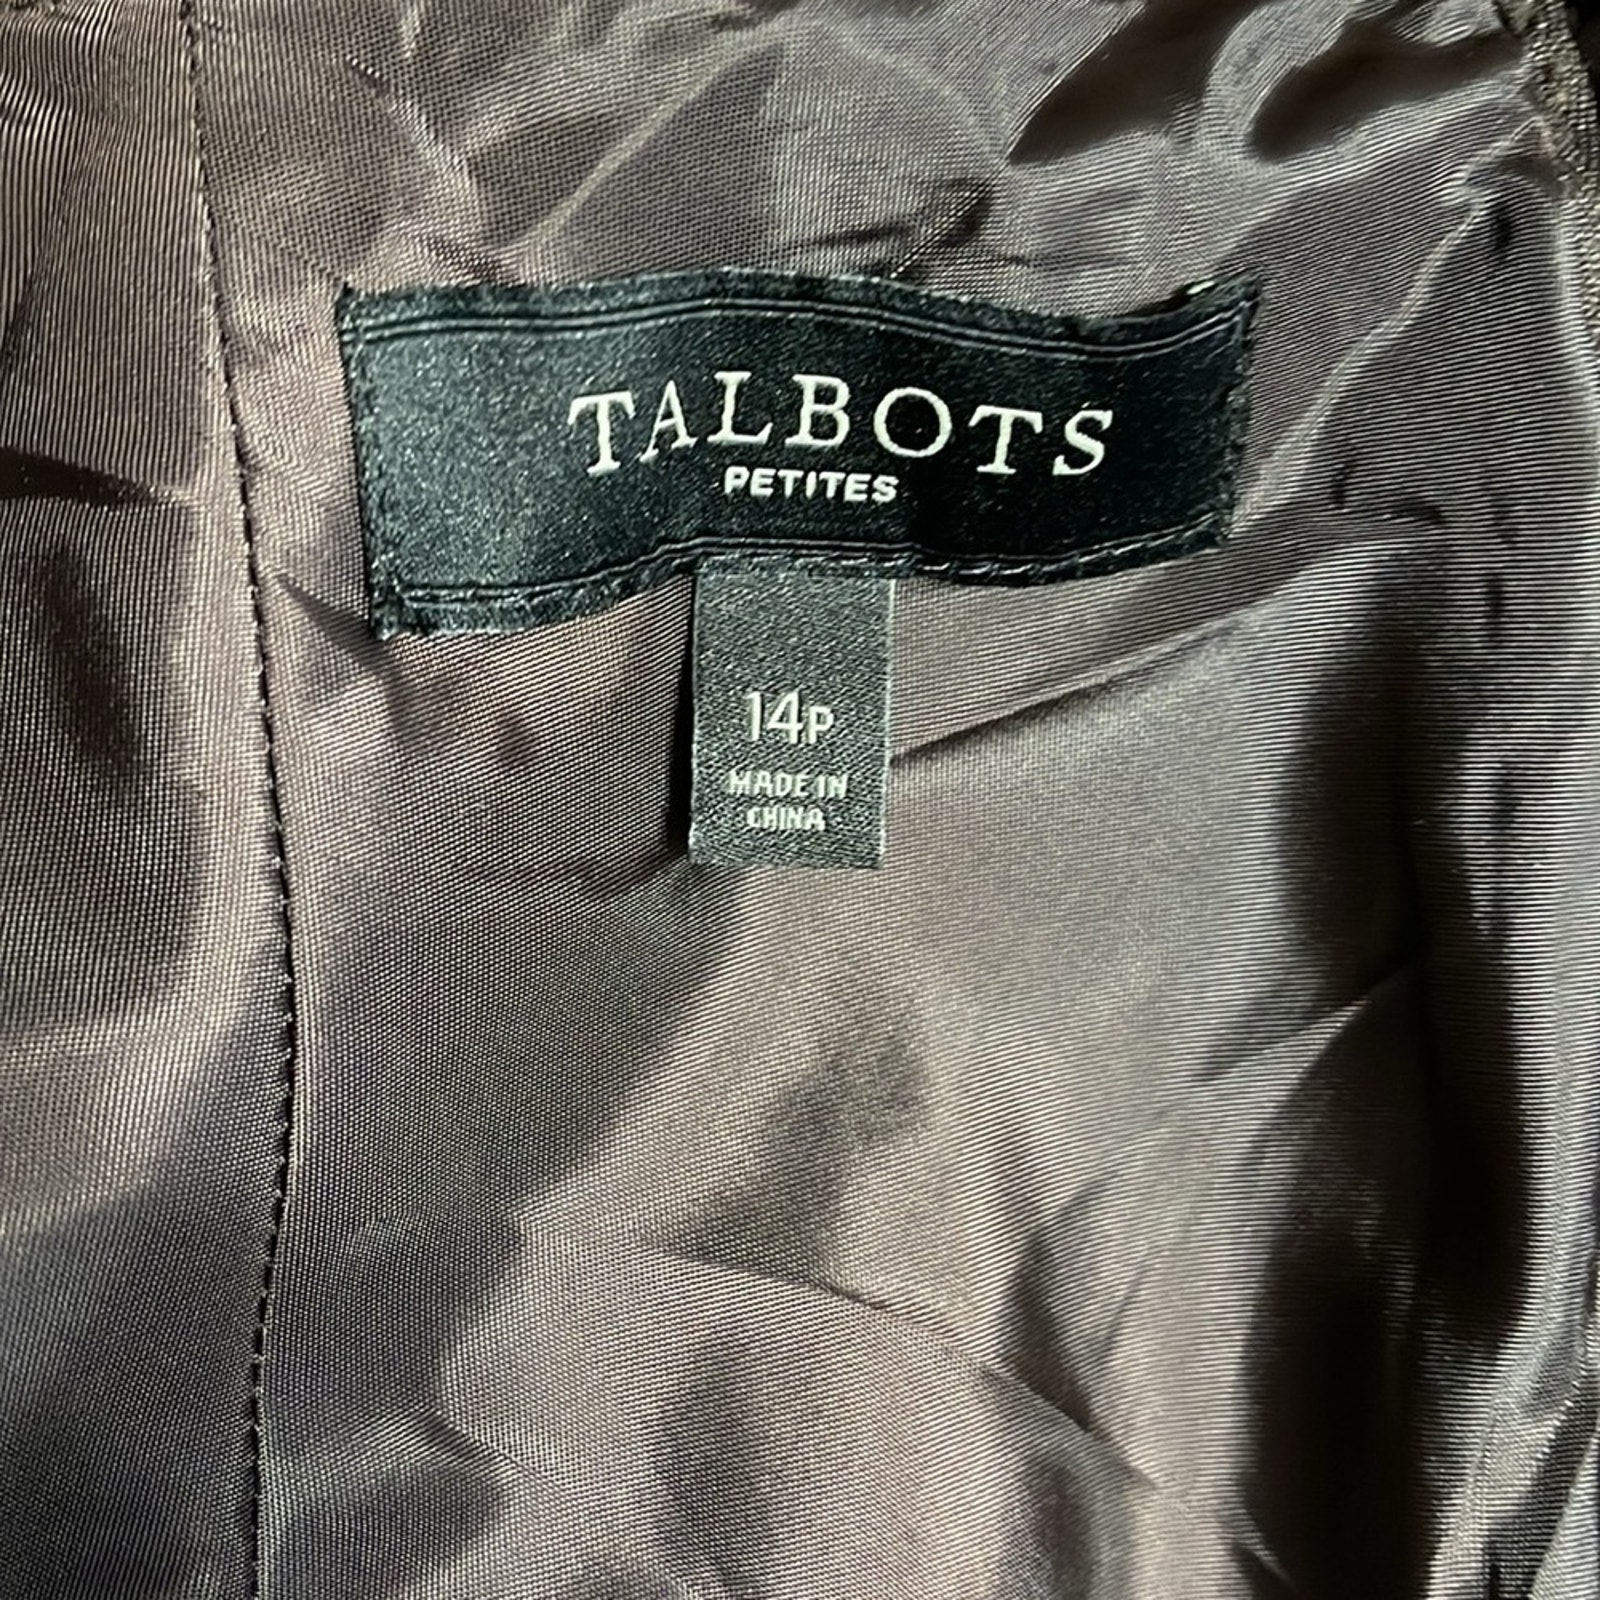 TALBOTS
PETITES
14P
MADE IN
CHINA